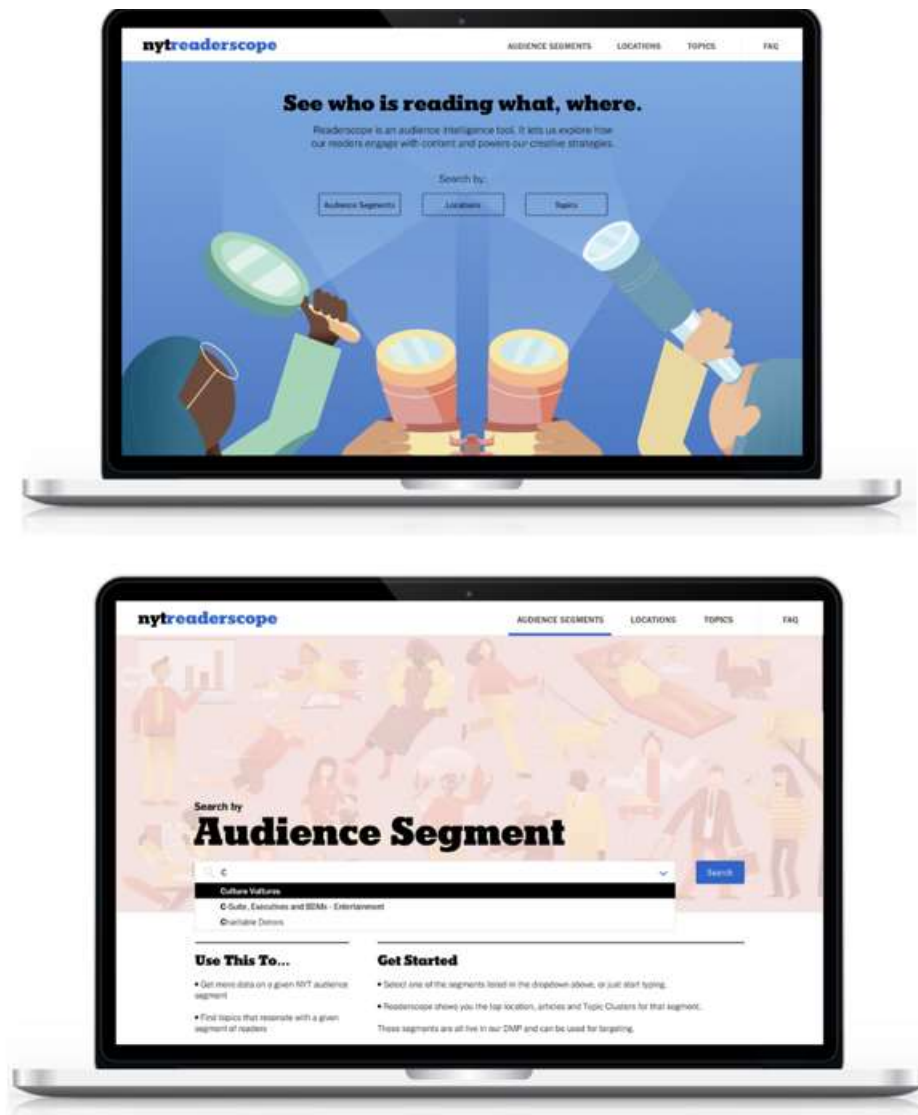 nytreaderscope
AUDIENCE SEGMENTS LOCATIONS TOPICS FAQ
See who is reading what, where.
Readerscope is an audience intelligence tool. It lets us explore how
our readers engage with content and powers our creative strategies.
Search by:
Audience Segments Locations Topics
nytreaderscope
AUDIENCE SEGMENTS LOCATIONS TOPICS FAQ
Search by
Audience Segment
C
Search
Culture Vultures
C-Suite, Executives and BDMs - Entertainment
Charitable Donors
Use This To... Get Started
• Get more data on a given NYT audience
segment
• Find topics that resonate with a given
segment of readers
• Select one of the segments listed in the dropdown above, or just start typing.
• Readerscope shows you the top location, articles and Topic Clusters for that segment.
These segments are all live in our DMP and can be used for targeting.